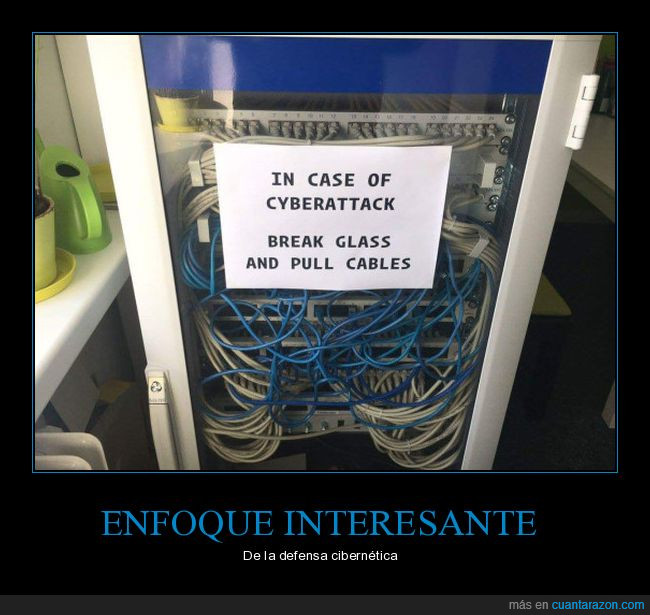 IN CASE OF
CYBERATTACK
BREAK GLASS
AND PULL CABLES
ENFOQUE INTERESANTE
De la defensa cibernética
más en cuantarazon.com